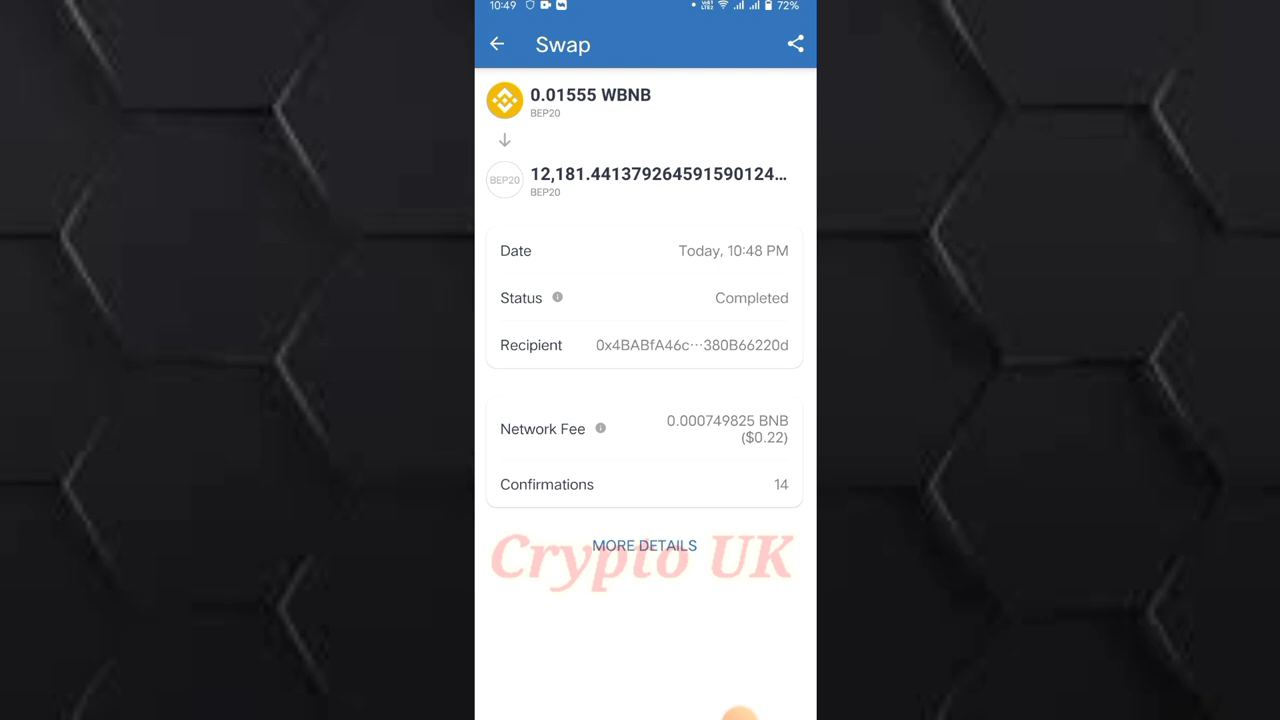 10:49 72%
Swap
0.01555 WBNB
BEP20
BEP20
12,181.441379264591590124...
BEP20
Date Today, 10:48 PM
Status Completed
Recipient 0x4BABfA46c···380B66220d
Network Fee 0.000749825 BNB
($0.22)
Confirmations 14
MORE DETAILS
Crypto UK